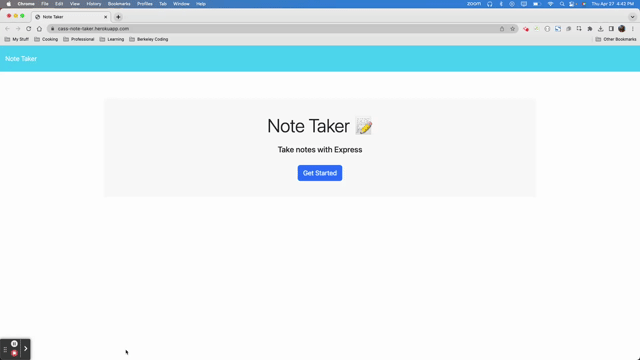 Chrome File Edit View History Bookmarks Profiles Tab Window Help
zoom Thu Apr 27 4:42 PM
Note Taker
caso-note-taker.herokuapp.com
My Stuff Cooking Professional Learning Berkeley Coding Other Bookmarks
Note Taker
Note Taker
Take notes with Express
Get Started